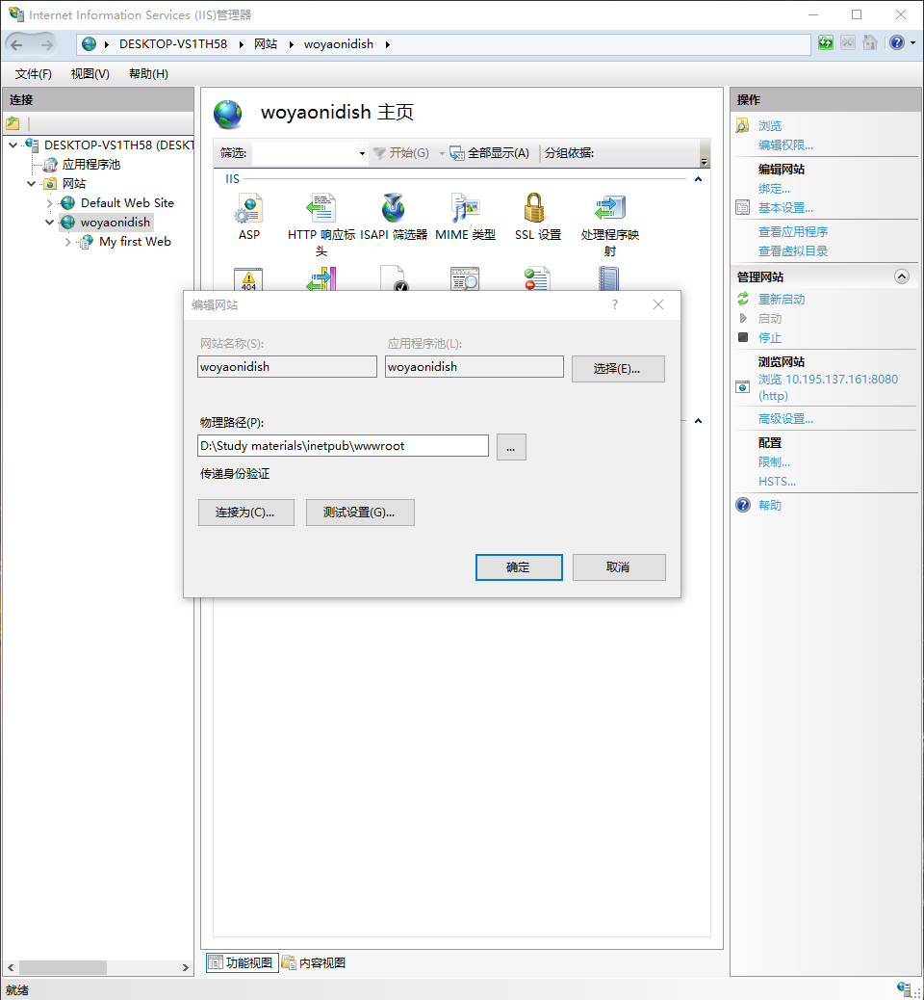 Internet Information Services (IIS)管理器
DESKTOP-VS1TH58 网站 woyaonidish
文件(F) 视图(V) 帮助(H)
连接
DESKTOP-VS1TH58 (DESKT
应用程序池
网站
Default Web Site
woyaonidish
My first Web
woyaonidish 主页
筛选: 开始(G) 全部显示(A) 分组依据:
IIS
ASP
HTTP 响应标
头
ISAPI 筛选器
MIME 类型
SSL 设置
处理程序映
射
404
编辑网站
?
网站名称(S): 应用程序池(L):
woyaonidish woyaonidish 选择(E)...
物理路径(P):
D:\Study materials\inetpub\wwwroot ...
传递身份验证
连接为(C)... 测试设置(G)...
确定 取消
功能视图 内容视图
操作
浏览
编辑权限...
编辑网站
绑定...
基本设置...
查看应用程序
查看虚拟目录
管理网站
重新启动
启动
停止
浏览网站
浏览 10.195.137.161:8080
(http)
高级设置...
配置
限制...
HSTS...
帮助
就绪